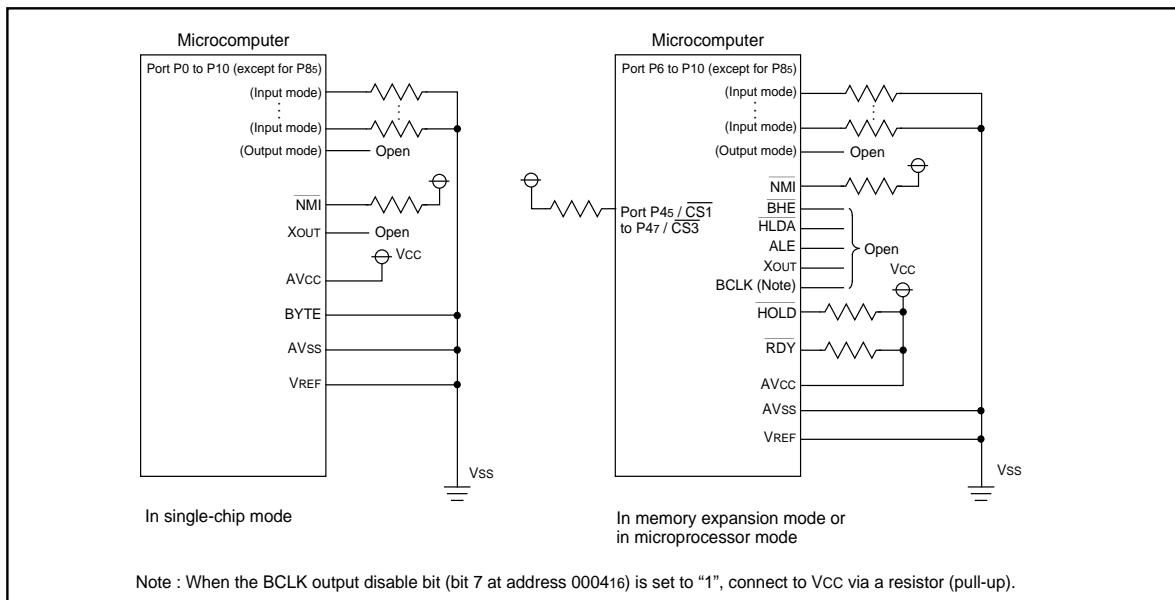 Microcomputer
Port P0 to P10 (except for P85)
(Input mode)
(Input mode)
(Output mode)
Open
NMI
XOUT
Open
VCC
AVCC
BYTE
AVSS
VREF
VSS
In single-chip mode
Microcomputer
Port P6 to P10 (except for P85)
(Input mode)
(Input mode)
(Output mode)
Open
NMI
Port P45 / CS1
to P47 / CS3
BHE
HLDA
ALE
XOUT
BCLK (Note)
Open
VCC
HOLD
RDY
AVCC
AVSS
VREF
VSS
In memory expansion mode or
in microprocessor mode
Note : When the BCLK output disable bit (bit 7 at address 000416) is set to “1”, connect to VCC via a resistor (pull-up).